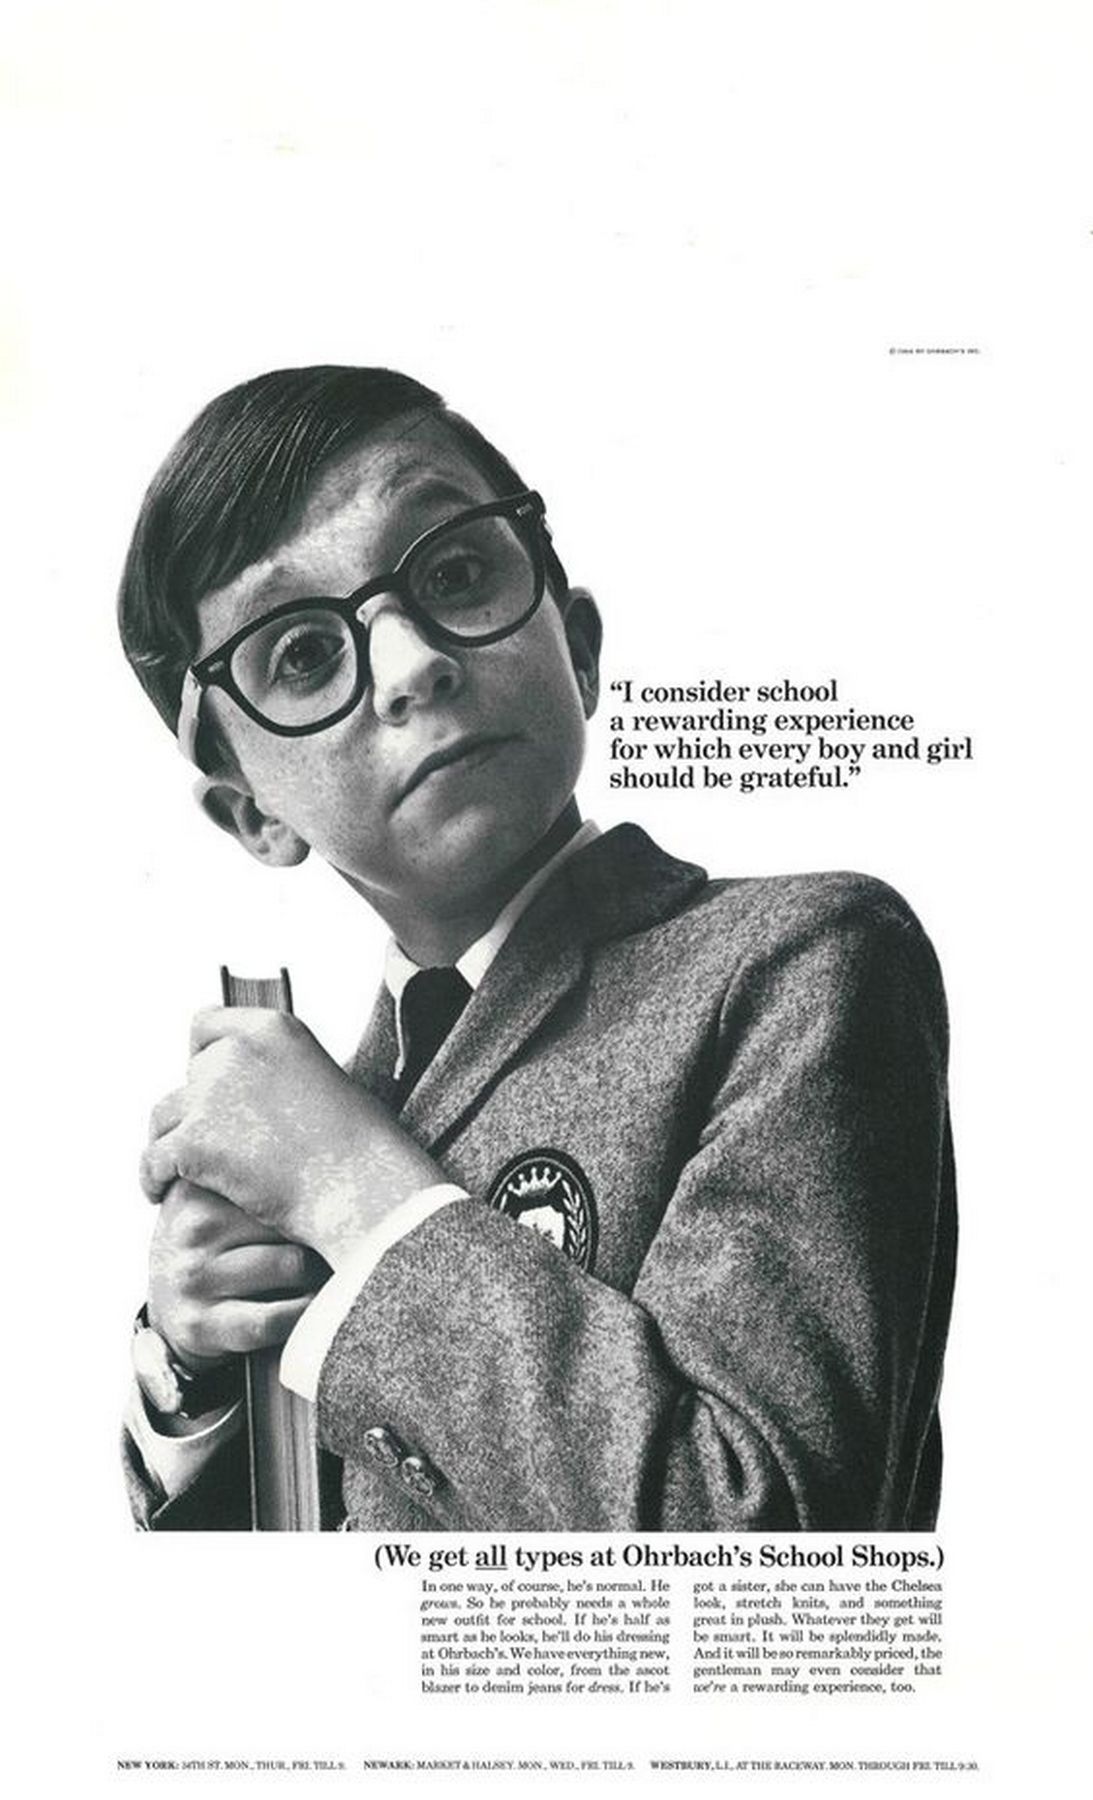 © 1964 BY OHRBACH'S INC.
“I consider school
a rewarding experience
for which every boy and girl
should be grateful.”
(We get all types at Ohrbach's School Shops.)
In one way, of course, he's normal. He
grows. So he probably needs a whole
new outfit for school. If he's half as
smart as he looks, he'll do his dressing
at Ohrbach's. We have everything new,
in his size and color, from the ascot
blazer to denim jeans for dress. If he's
got a sister, she can have the Chelsea
look, stretch knits, and something
great in plush. Whatever they get will
be smart. It will be splendidly made.
And it will be so remarkably priced, the
gentleman may even consider that
we're a rewarding experience, too.
NEW YORK: 34TH ST. MON., THUR., FRI. TILL 9. NEWARK: MARKET & HALSEY. MON., WED., FRI. TILL 9. WESTBURY, L.I., AT THE RACEWAY. MON. THROUGH FRI. TILL 9:30.